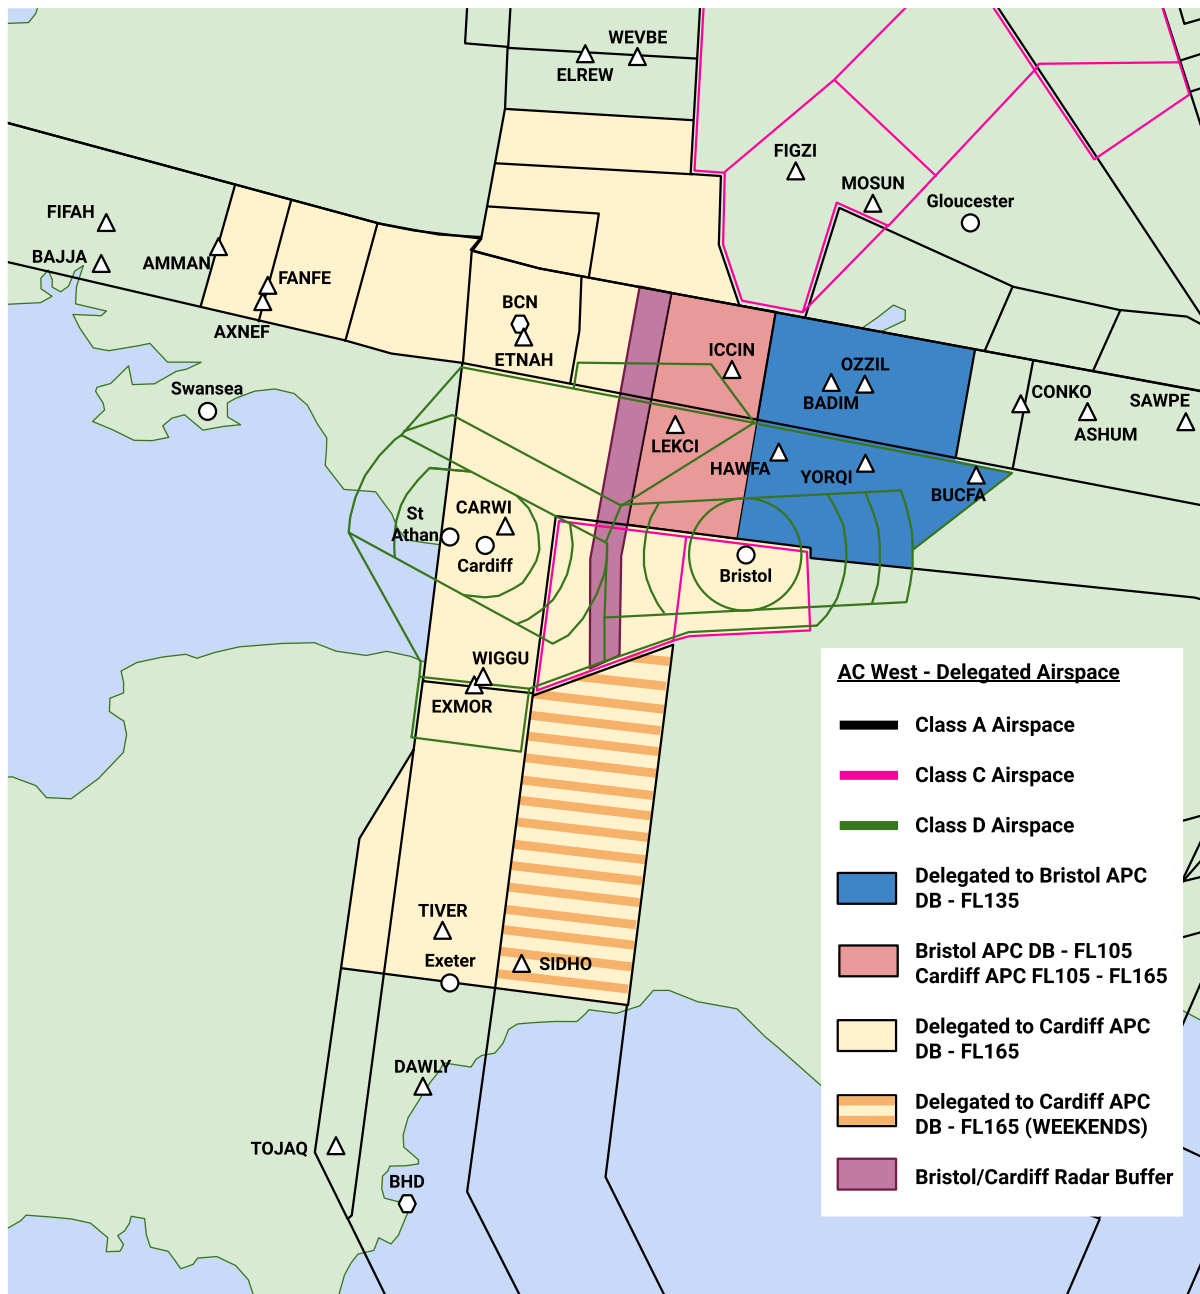 WEVBE
ELREW
FIGZI
MOSUN
Gloucester
FIFAH
BAJJA
AMMAN
FANFE
AXNEF
BCN
ETNAH
ICCIN
OZZIL
BADIM
CONKO
SAWPE
ASHUM
Swansea
LEKCI
HAWFA
YORQI
BUCFA
St
Athan
CARWI
Cardiff
Bristol
WIGGU
EXMOR
TIVER
Exeter
SIDHO
DAWLY
TOJAQ
BHD
AC West - Delegated Airspace
Class A Airspace
Class C Airspace
Class D Airspace
Delegated to Bristol APC
DB - FL135
Bristol APC DB - FL105
Cardiff APC FL105 - FL165
Delegated to Cardiff APC
DB - FL165
Delegated to Cardiff APC
DB - FL165 (WEEKENDS)
Bristol/Cardiff Radar Buffer